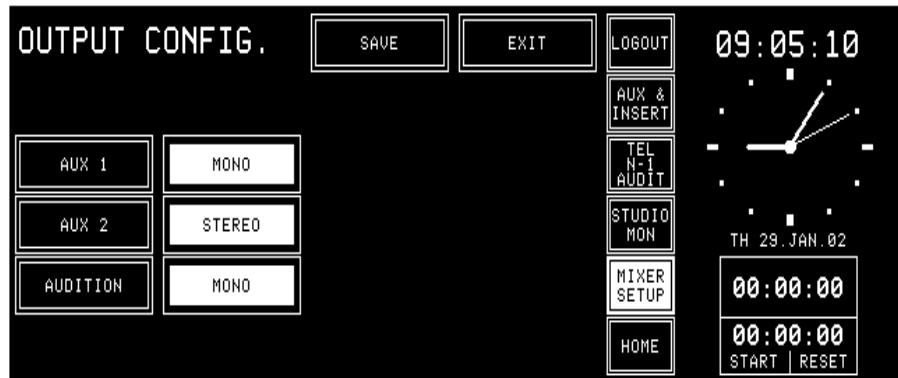 OUTPUT CONFIG.
SAVE
EXIT
AUX 1
MONO
AUX 2
STEREO
AUDITION
MONO
LOGOUT
AUX &
INSERT
TEL
N-1
AUDIT
STUDIO
MON
MIXER
SETUP
HOME
09:05:10
TH 29.JAN.02
00:00:00
00:00:00
START
RESET